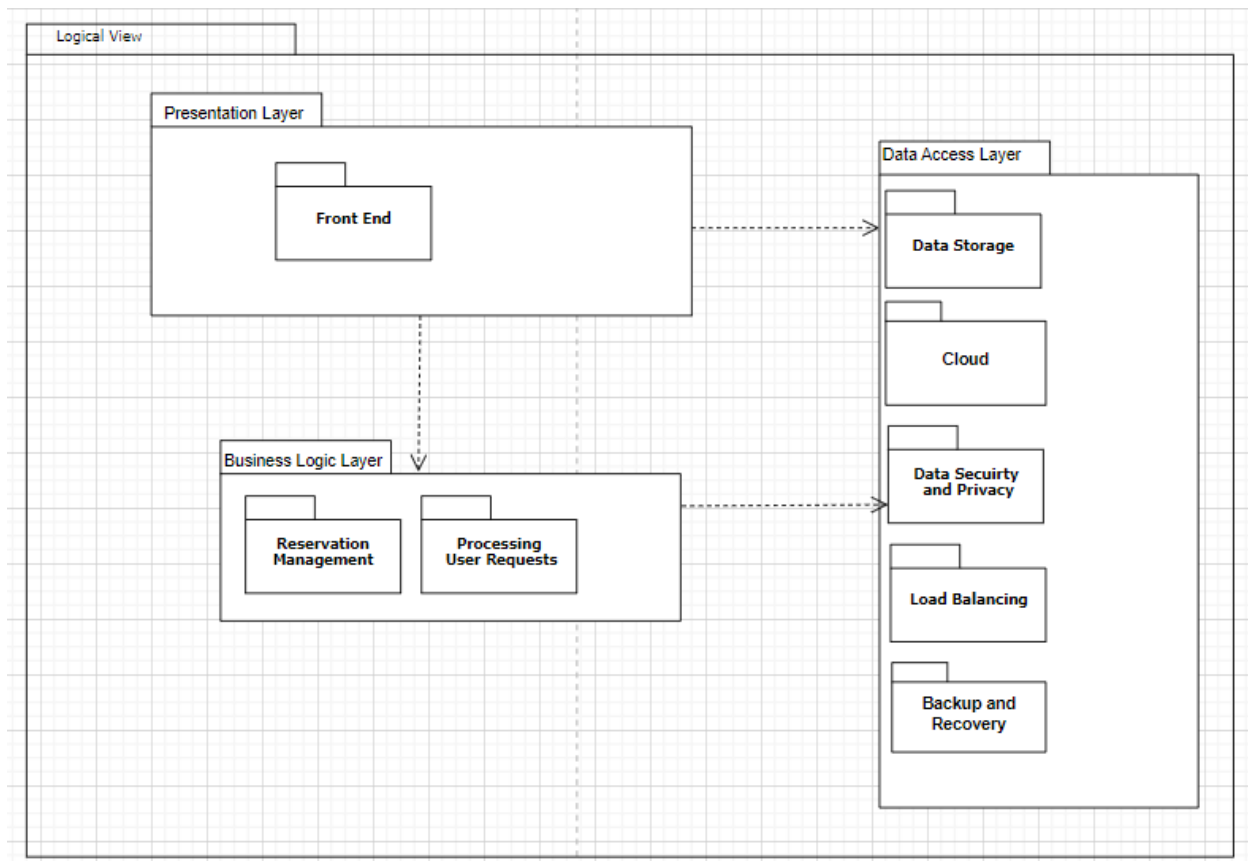 Logical View
Presentation Layer
Front End
Data Access Layer
Data Storage
Cloud
Data Secuirty
and Privacy
Load Balancing
Backup and
Recovery
Business Logic Layer
Reservation
Management
Processing
User Requests